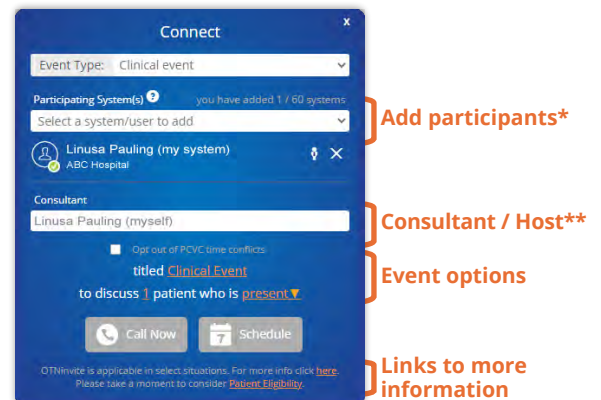 Connect
x
Event Type: Clinical event
Participating System(s) ? you have added 1 / 60 systems
Select a system/user to add
Add participants*
Linusa Pauling (my system)
ABC Hospital
Consultant
Linusa Pauling (myself)
Consultant / Host**
Opt out of PCVC time conflicts
titled Clinical Event
Event options
to discuss 1 patient who is present
Call Now
7 Schedule
OTNinvite is applicable in select situations. For more info click here.
Please take a moment to consider Patient Eligibility.
Links to more
information